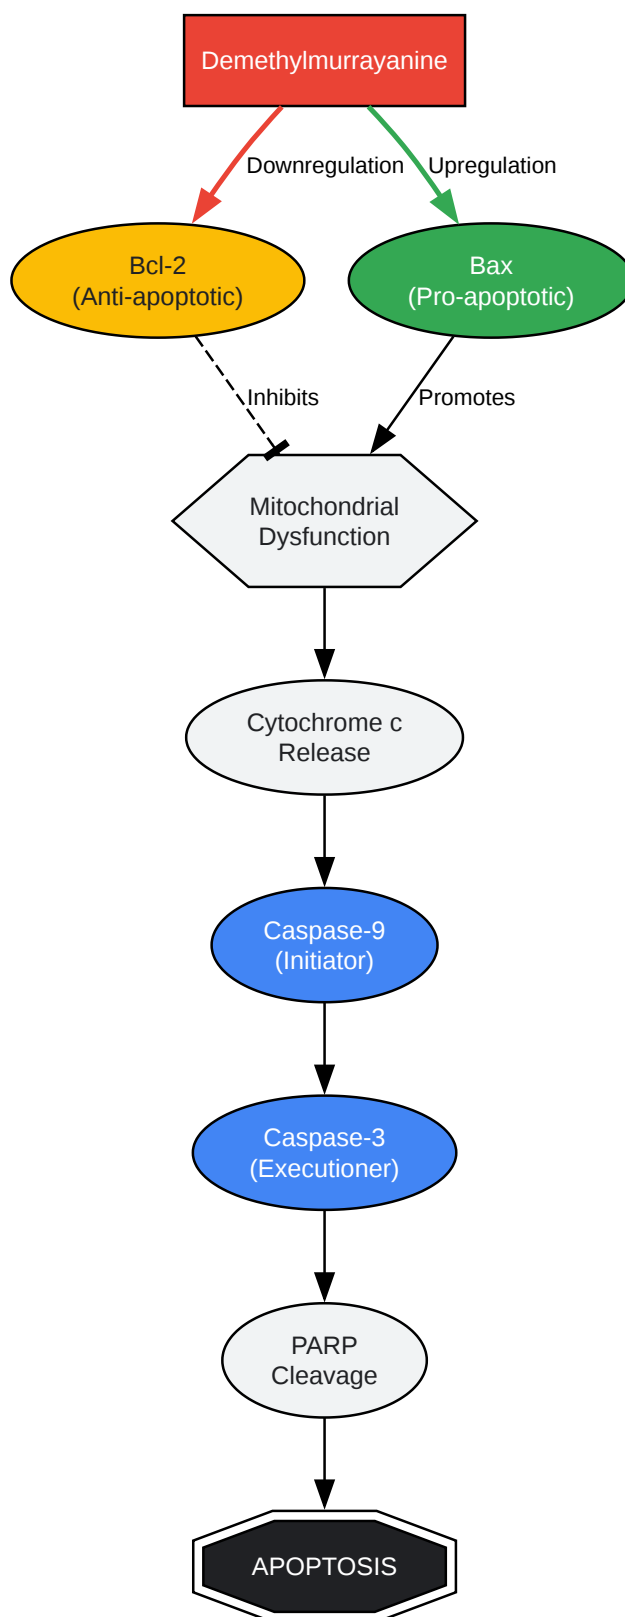 Demethylmurrayanine
Downregulation
Upregulation
Bcl-2
(Anti-apoptotic)
Bax
(Pro-apoptotic)
Inhibits
Promotes
Mitochondrial
Dysfunction
Cytochrome c
Release
Caspase-9
(Initiator)
Caspase-3
(Executioner)
PARP
Cleavage
APOPTOSIS